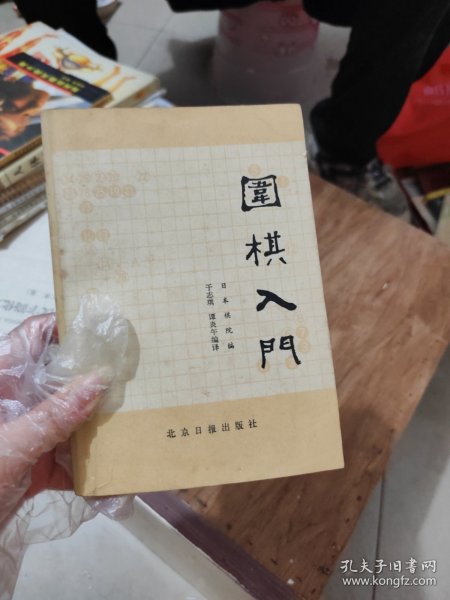 圍棋入門
日本棋院編
于志琪 谭炎午编译
北京日报出版社
孔夫子旧书网
www.kongfz.com